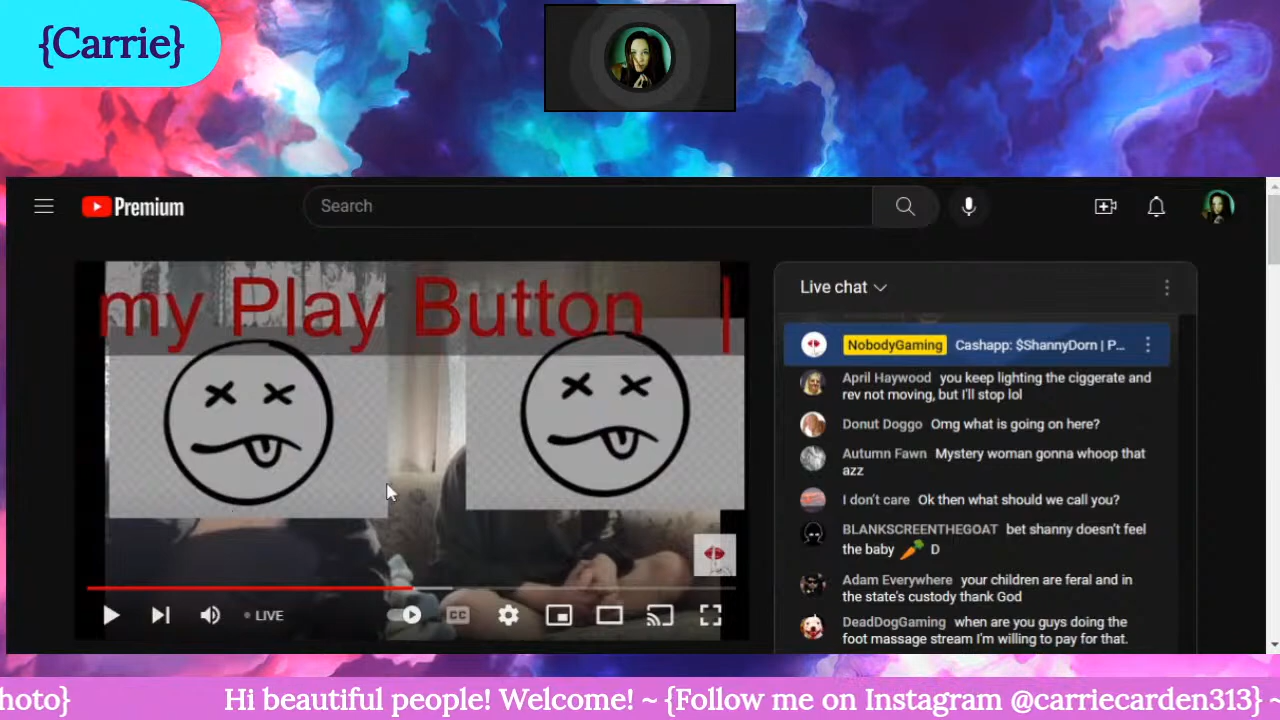 {Carrie}
Premium
Search
my Play Button |
LIVE
CC
Live chat
NobodyGaming Cashapp: $ShannyDorn | P...
April Haywood you keep lighting the ciggerate and
rev not moving, but I'll stop lol
Donut Doggo Omg what is going on here?
Autumn Fawn Mystery woman gonna whoop that
azz
I don't care Ok then what should we call you?
BLANKSCREENTHEGOAT bet shanny doesn't feel
the baby 🥕 D
Adam Everywhere your children are feral and in
the state's custody thank God
DeadDogGaming when are you guys doing the
foot massage stream I'm willing to pay for that.
hoto} Hi beautiful people! Welcome! ~ {Follow me on Instagram @carriecarden313} ~